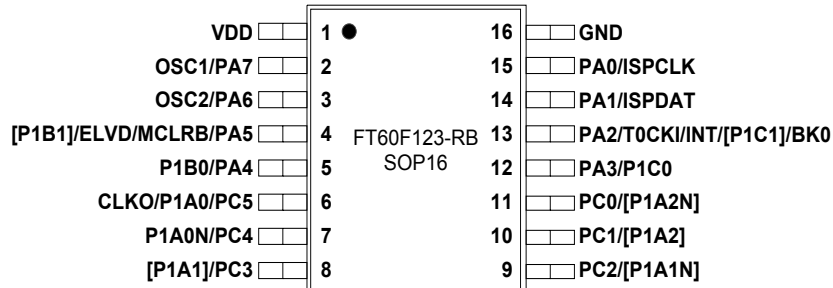 VDD 1 16 GND
OSC1/PA7 2 15 PA0/ISPCLK
OSC2/PA6 3 14 PA1/ISPDAT
[P1B1]/ELVD/MCLRB/PA5 4 FT60F123-RB 13 PA2/T0CKI/INT/[P1C1]/BK0
P1B0/PA4 5 SOP16 12 PA3/P1C0
CLKO/P1A0/PC5 6 11 PC0/[P1A2N]
P1A0N/PC4 7 10 PC1/[P1A2]
[P1A1]/PC3 8 9 PC2/[P1A1N]